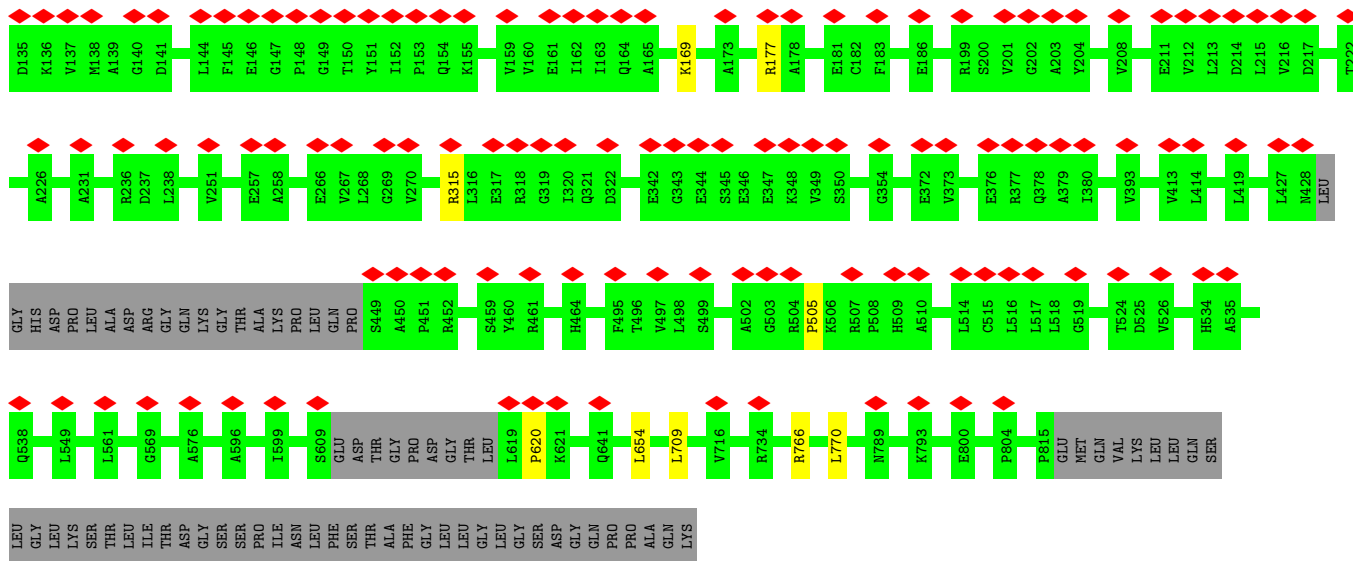 D135 K136 V137 M138 A139 G140 D141 L144 F145 E146 G147 P148 G149 T150 Y151 I152 P153 Q154 K155 V159 V160 E161 I162 I163 Q164 A165 K169 A173 R177 A178 E181 C182 F183 E186 R199 S200 V201 G202 A203 Y204 V208 E211 V212 L213 D214 L215 V216 D217 T222
A226 A231 R236 D237 L238 V251 E257 A258 E266 V267 L268 G269 V270 R315 L316 E317 R318 G319 I320 Q321 D322 E342 G343 E344 S345 E346 E347 K348 V349 S350 G354 E372 V373 E376 R377 Q378 A379 I380 V393 V413 L414 L419 L427 N428 LEU
GLY HIS ASP PRO LEU ALA ASP ARG GLY GLN LYS GLY THR ALA LYS PRO LEU GLN PRO S449 A450 P451 R452 S459 Y460 R461 H464 F495 T496 V497 L498 S499 A502 G503 R504 P505 K506 R507 P508 H509 A510 L514 C515 L516 L517 L518 G519 T524 D525 V526 H534 A535
Q538 L549 L561 G569 A576 A596 I599 S609 GLU ASP THR GLY PRO ASP GLY THR LEU L619 P620 K621 Q641 L654 L709 V716 R734 R766 L770 N789 K793 E800 P804 P815 GLU MET GLN VAL LYS LEU LEU GLN SER
LEU GLY LEU LYS SER THR LEU ILE THR ASP GLY SER SER PRO ILE ASN LEU PHE SER THR ALA PHE GLY LEU LEU GLY LEU GLY SER ASP GLY GLN PRO PRO ALA GLN LYS